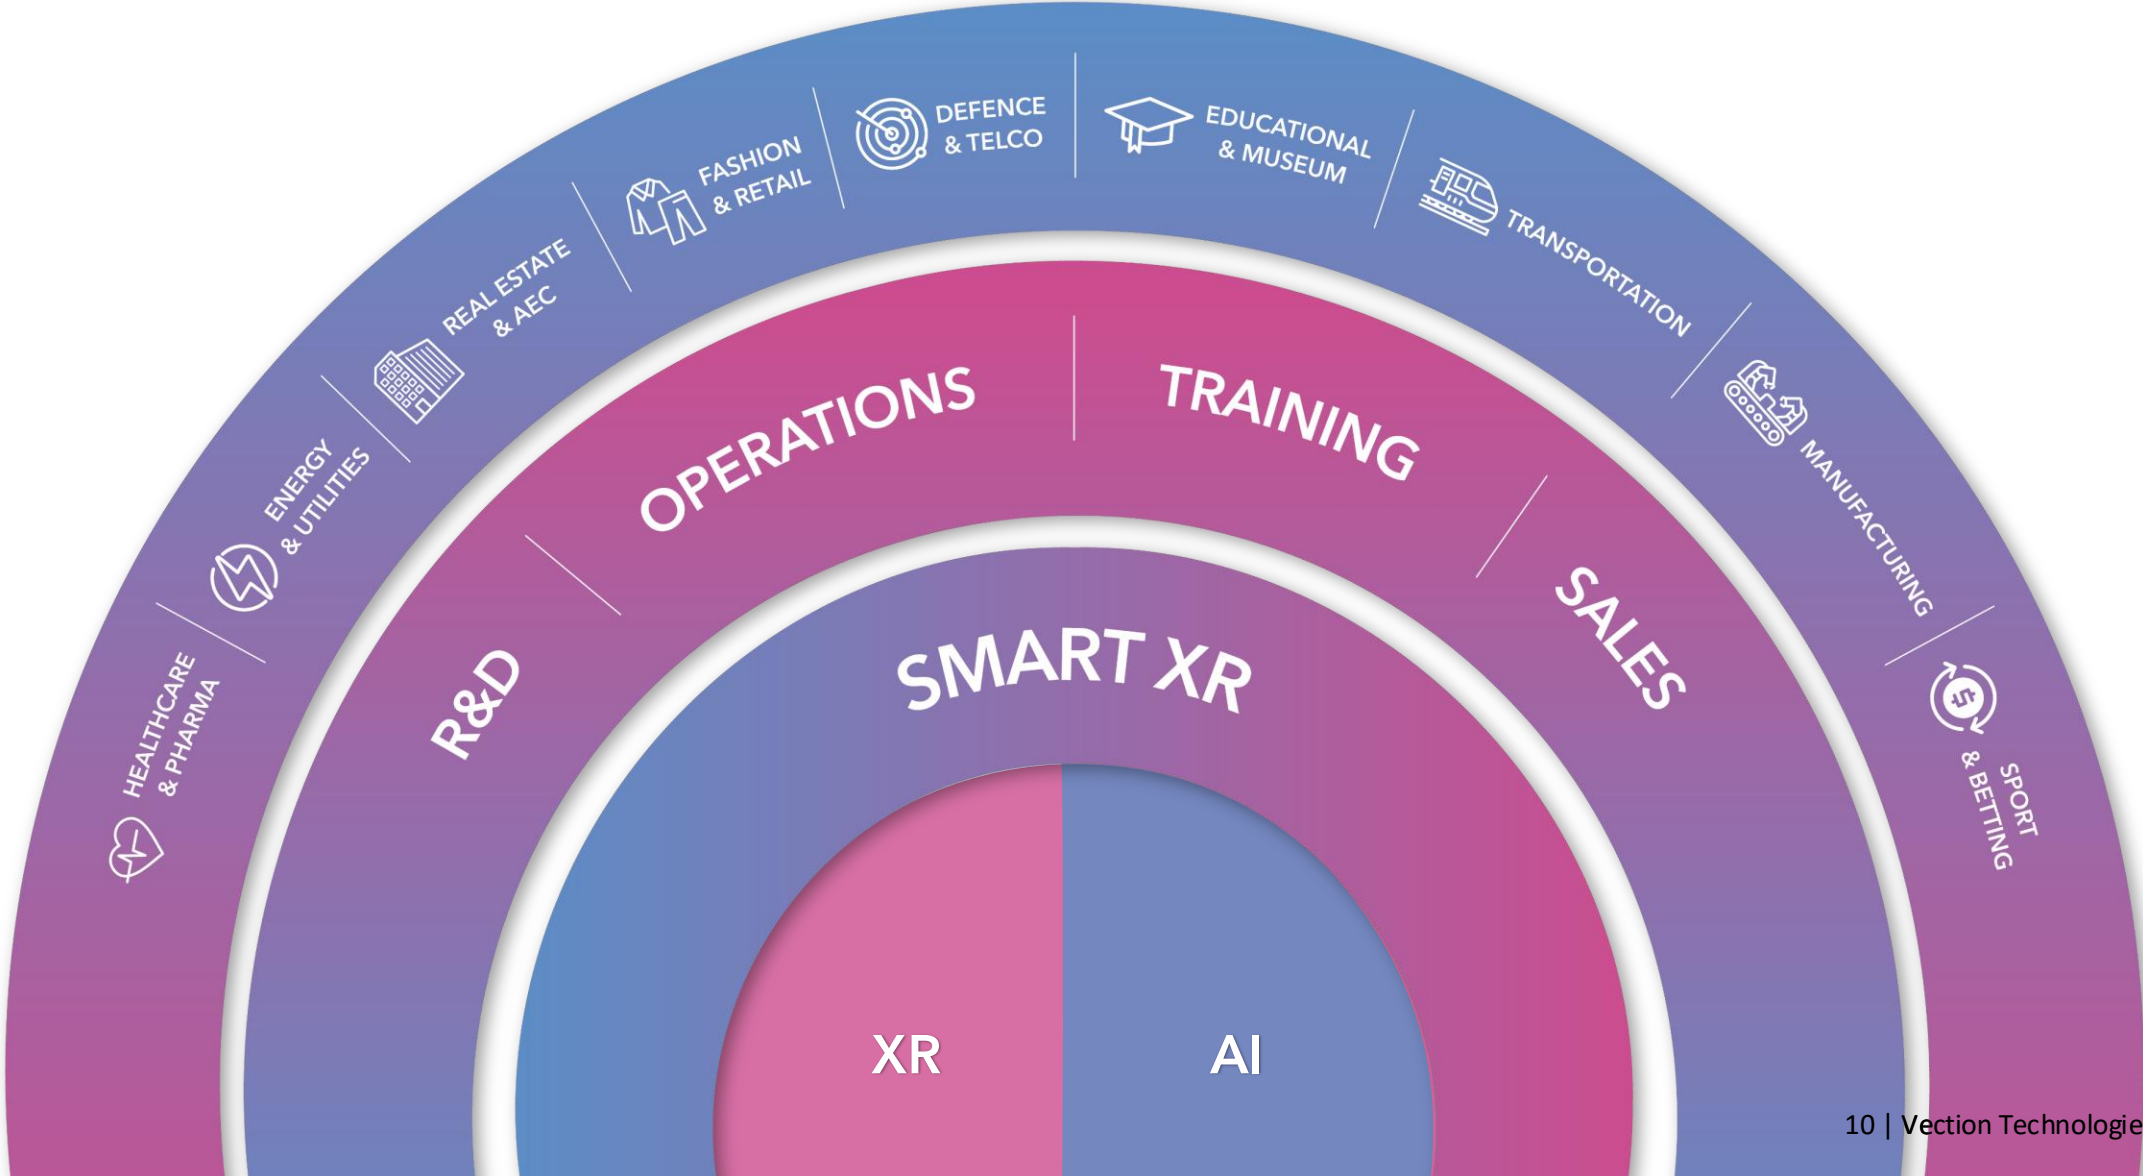 HEALTHCARE
& PHARMA
ENERGY
& UTILITIES
REAL ESTATE
& AEC
FASHION
& RETAIL
DEFENCE
& TELCO
EDUCATIONAL
& MUSEUM
TRANSPORTATION
MANUFACTURING
SPORT
& BETTING
R&D
OPERATIONS
TRAINING
SALES
SMART XR
XR
AI
10 | Vection Technologie